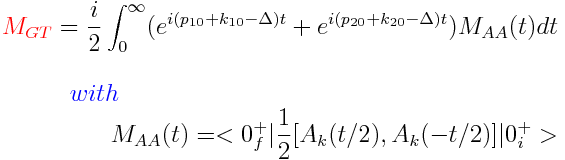 M_{GT} = \frac{i}{2} \int_0^\infty (e^{i(p_{10}+k_{10}-\Delta)t} + e^{i(p_{20}+k_{20}-\Delta)t}) M_{AA}(t) dt
with
M_{AA}(t) =< 0_f^+ | \frac{1}{2} [A_k(t/2), A_k(-t/2)] | 0_i^+ >